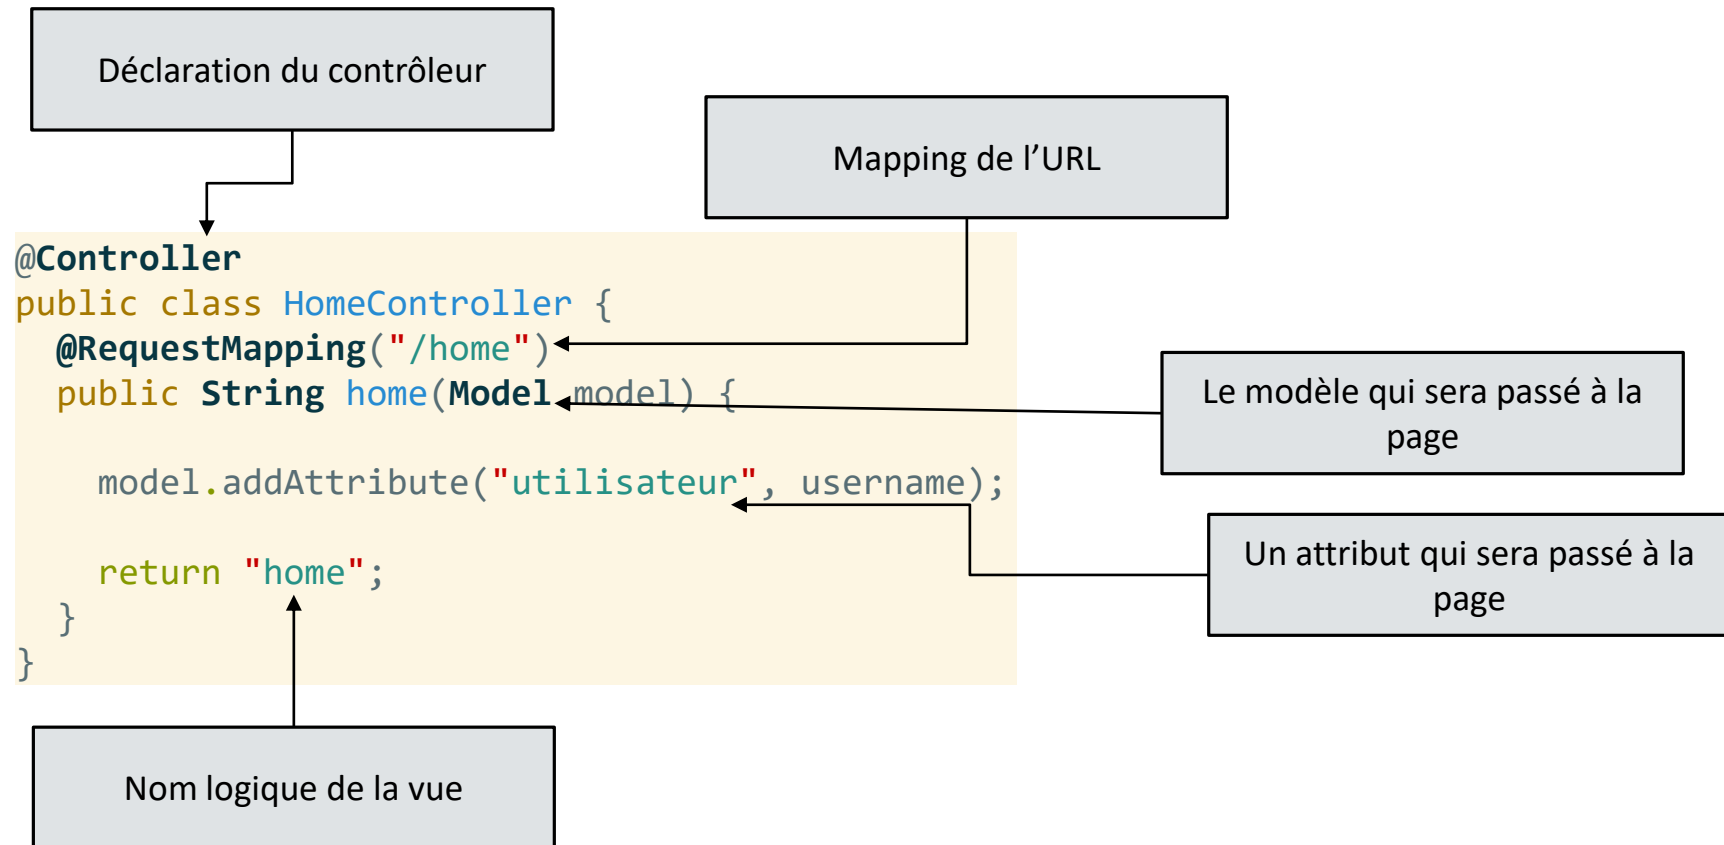 Déclaration du contrôleur
Mapping de l’URL
@Controller
public class HomeController {
@RequestMapping("/home")
public String home(Model model) {
Le modèle qui sera passé à la
page
model.addAttribute("utilisateur", username);
Un attribut qui sera passé à la
page
return "home";
}
}
Nom logique de la vue